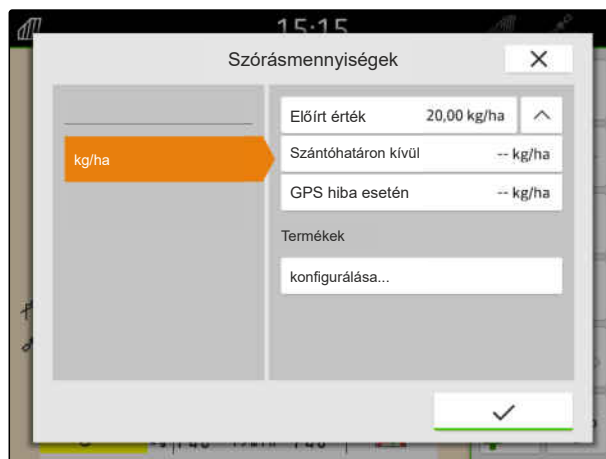 15:15
Szórásmennyiségek
Előírt érték 20,00 kg/ha
kg/ha
Szántóhatáron kívül -- kg/ha
GPS hiba esetén -- kg/ha
Termékek
konfigurálása...